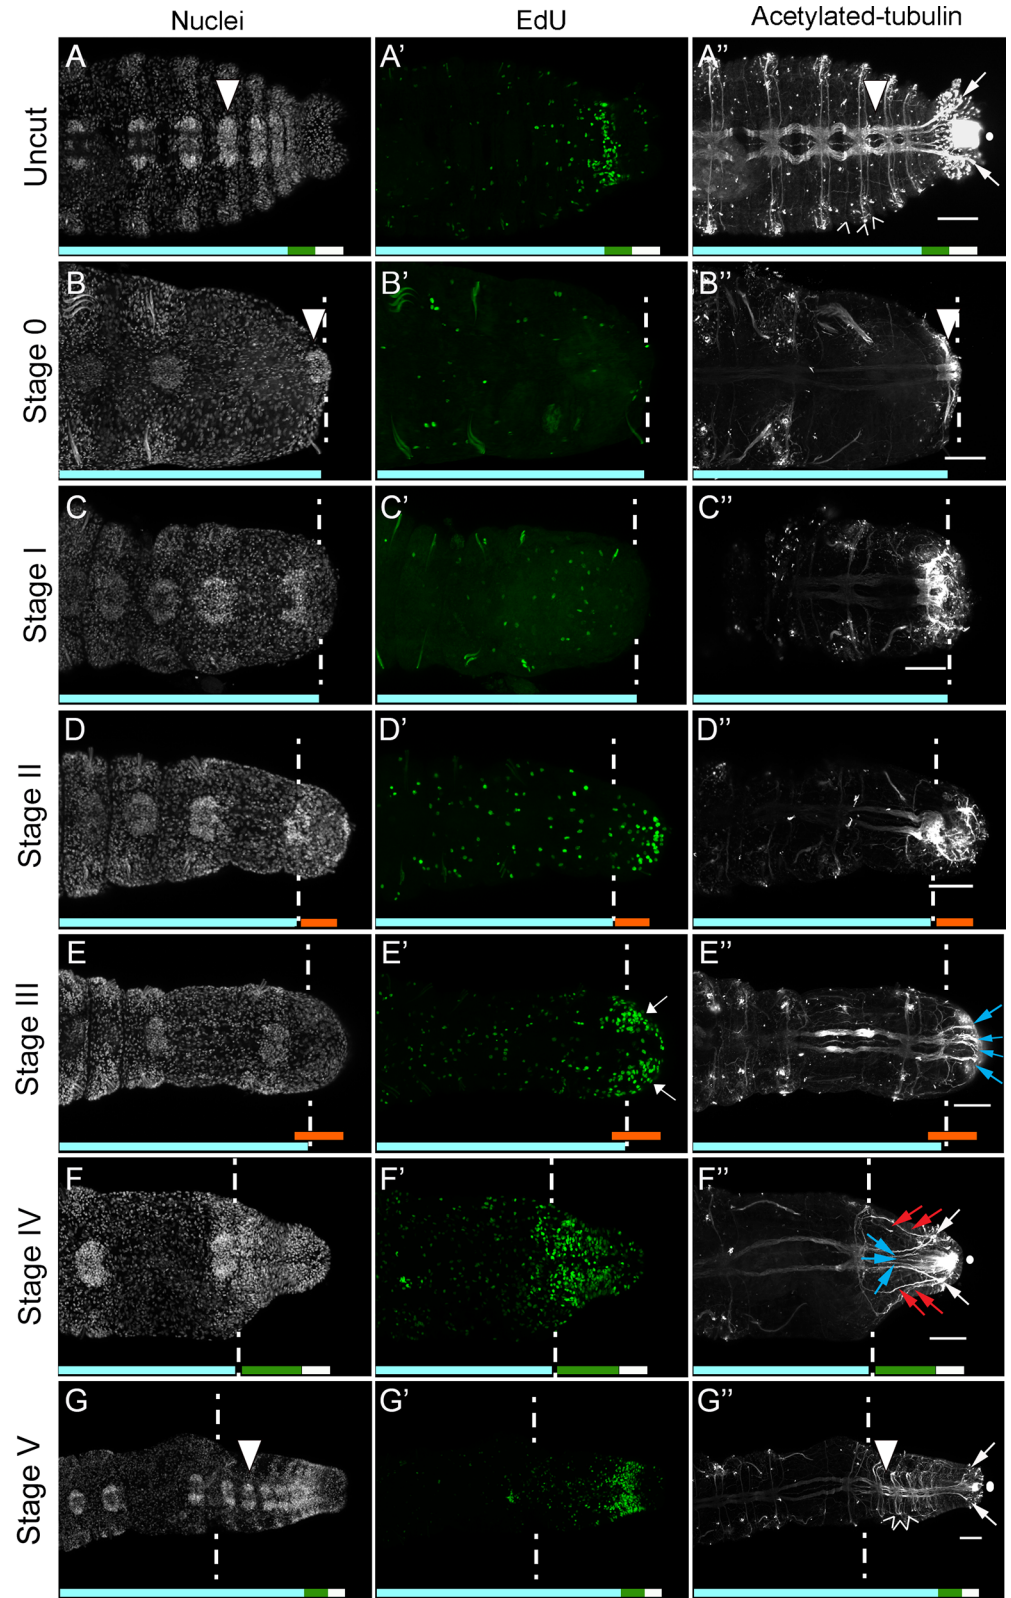 Nuclei EdU Acetylated-tubulin
Uncut A A’ A’’
Stage 0 B B’ B’’
Stage I C C’ C’’
Stage II D D’ D’’
Stage III E E’ E’’
Stage IV F F’ F’’
Stage V G G’ G’’